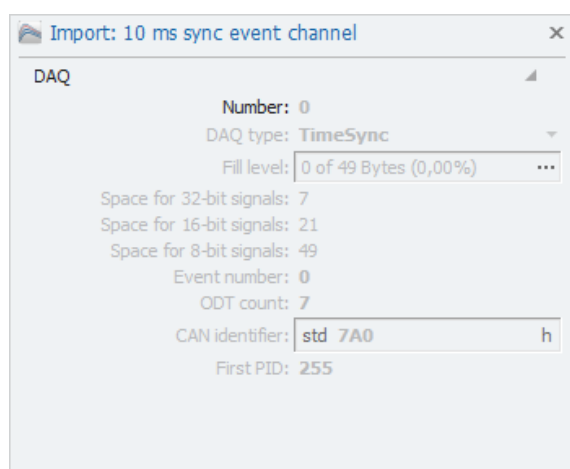 Import: 10 ms sync event channel
DAQ
Number: 0
DAQ type: TimeSync
Fill level: 0 of 49 Bytes (0,00%) ...
Space for 32-bit signals: 7
Space for 16-bit signals: 21
Space for 8-bit signals: 49
Event number: 0
ODT count: 7
CAN identifier: std 7A0 h
First PID: 255